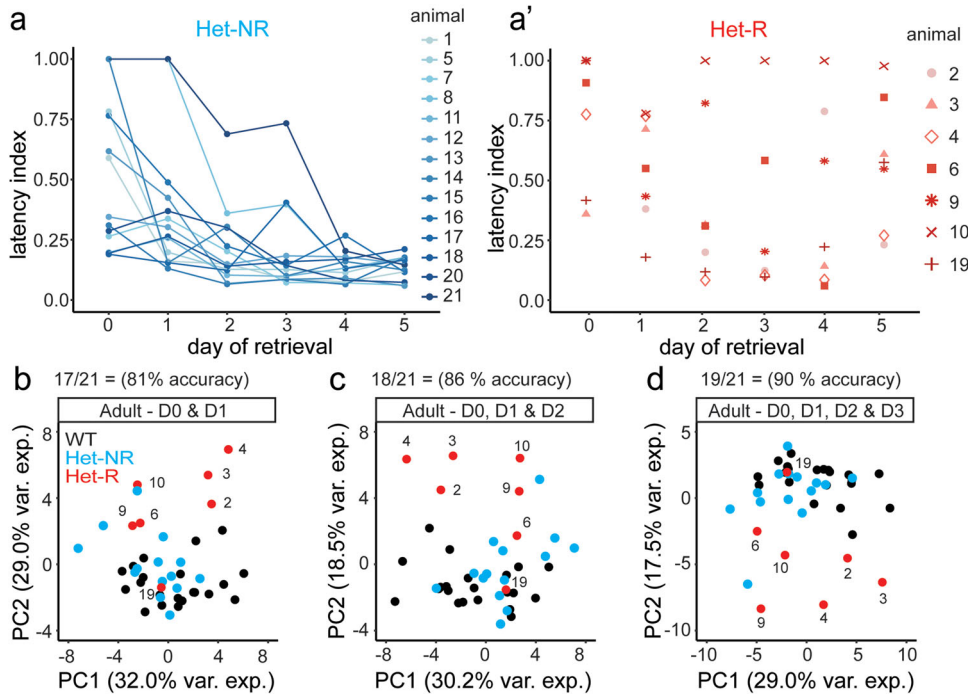 a
Het-NR
animal
1.00
0.75
0.50
0.25
0.0
latency index
0 1 2 3 4 5
day of retrieval
1
5
7
8
11
12
13
14
15
16
17
18
20
21
a'
Het-R
animal
1.00
0.75
0.50
0.25
0.0
latency index
0 1 2 3 4 5
day of retrieval
2
3
4
6
9
10
19
b
17/21 = (81% accuracy)
Adult - D0 & D1
WT
Het-NR
Het-R
4
3
2
10
9
6
19
8
4
0
-4
PC2 (29.0% var. exp.)
-8 -4 0 4 8
PC1 (32.0% var. exp.)
c
18/21 = (86 % accuracy)
Adult - D0, D1 & D2
4
3
10
2
9
6
19
8
4
0
-4
PC2 (18.5% var. exp.)
-8 -4 0 4 8
PC1 (30.2% var. exp.)
d
19/21 = (90 % accuracy)
Adult - D0, D1, D2 & D3
19
6
10
2
3
9
4
5
0
-5
-10
PC2 (17.5% var. exp.)
-10 -5 0 5 10
PC1 (29.0% var. exp.)